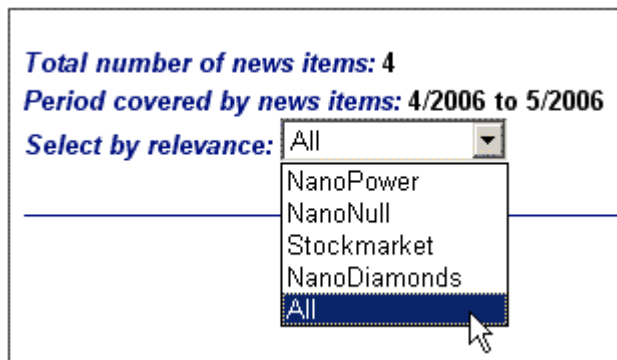 Total number of news items: 4
Period covered by news items: 4/2006 to 5/2006
Select by relevance: All
NanoPower
NanoNull
Stockmarket
NanoDiamonds
All